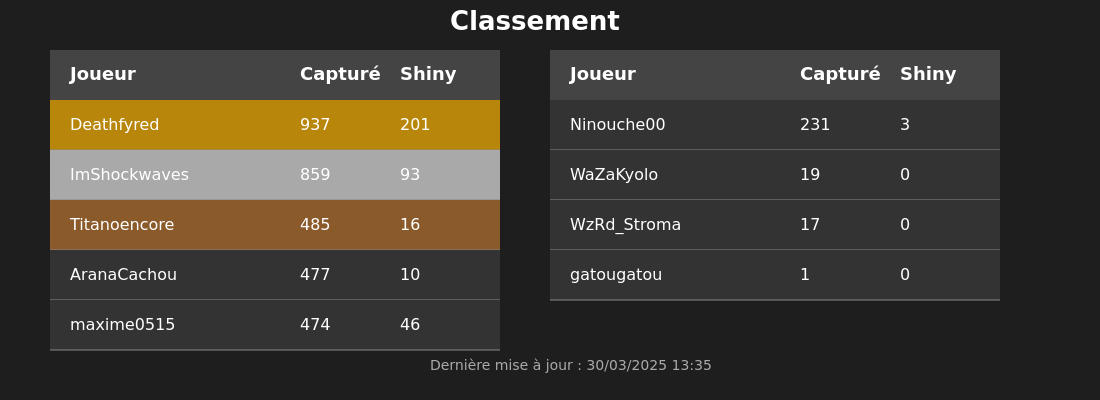 Classement
Joueur Capturé Shiny
Deathfyred 937 201
ImShockwaves 859 93
Titanoencore 485 16
AranaCachou 477 10
maxime0515 474 46
Joueur Capturé Shiny
Ninouche00 231 3
WaZaKyolo 19 0
WzRd_Stroma 17 0
gatougatou 1 0
Dernière mise à jour : 30/03/2025 13:35